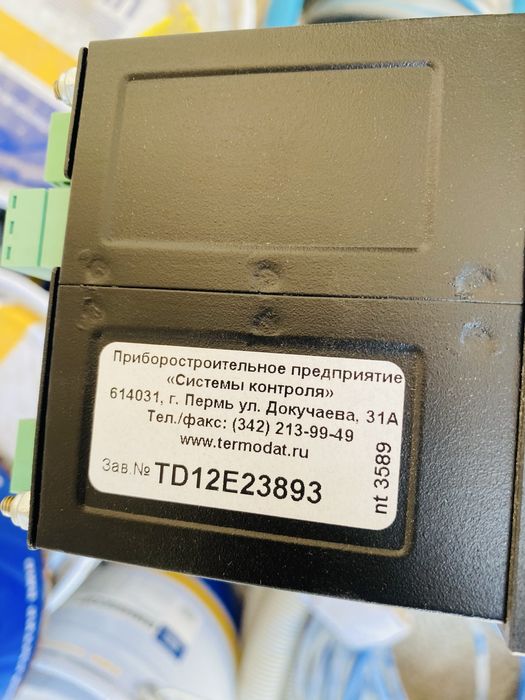 Приборостроительное предприятие
«Системы контроля»
614031, г. Пермь ул. Докучаева, 31А
Тел./факс: (342) 213-99-49
www.termodat.ru
Зав.№ TD12E23893
nt 3589